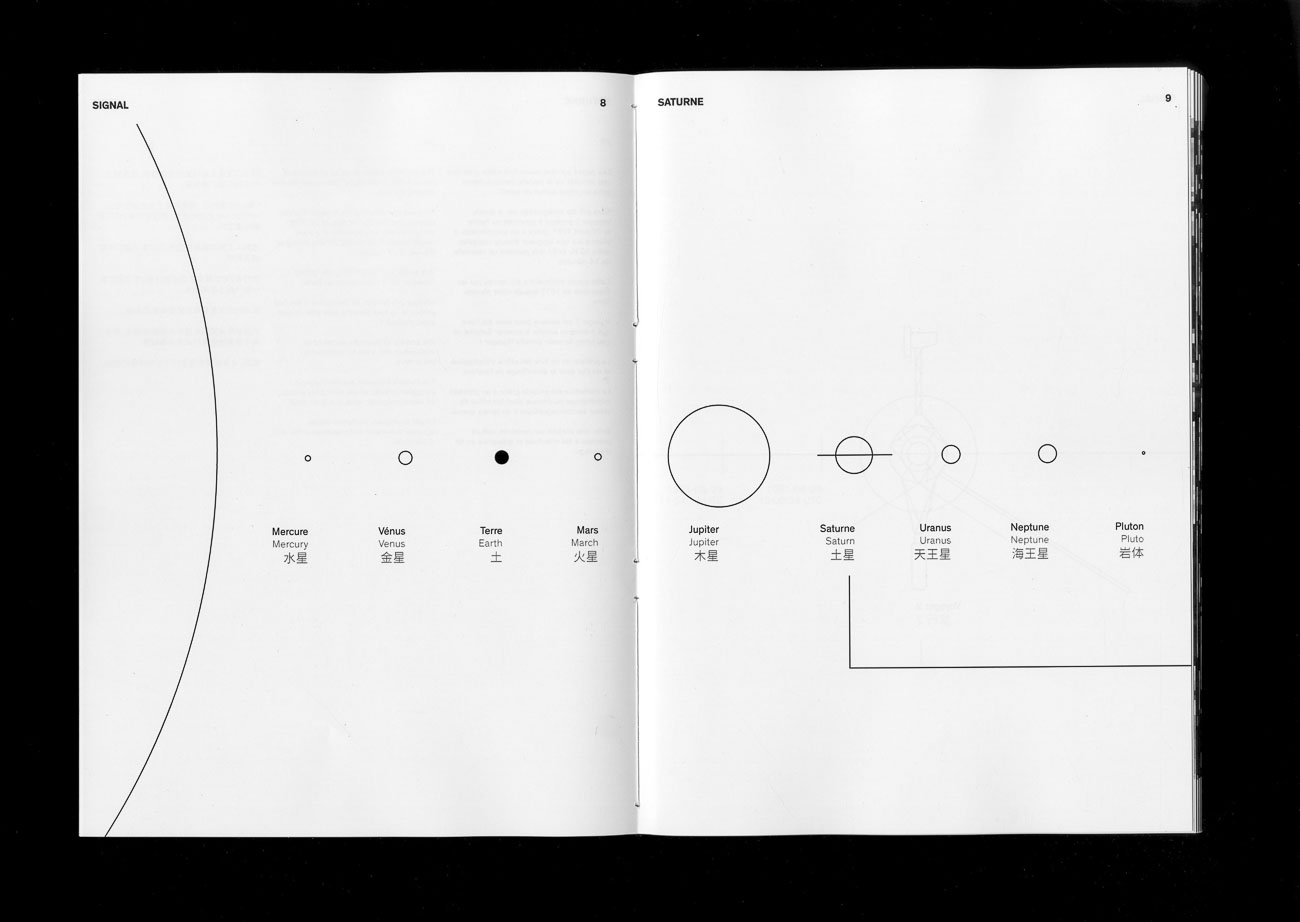 SIGNAL
8
Mercure
Mercury
水星
Vénus
Venus
金星
Terre
Earth
土
Mars
March
火星
SATURNE
9
Jupiter
Jupiter
木星
Saturne
Saturn
土星
Uranus
Uranus
天王星
Neptune
Neptune
海王星
Pluton
Pluto
岩体